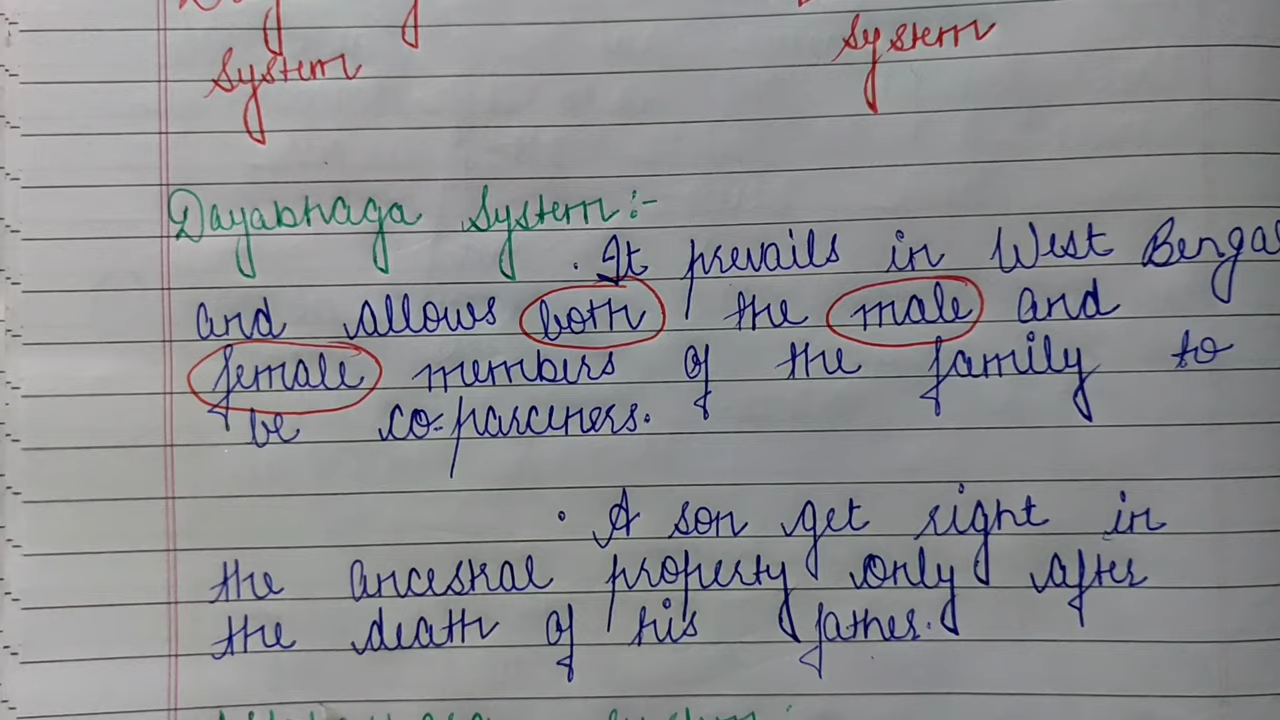 System
System
Dayabhaga System:-
· It prevails in West Benga
and allows both the male and
female members of the family to
be co-parceners.
· A son get right in
the ancestral property only after
the death of his father.